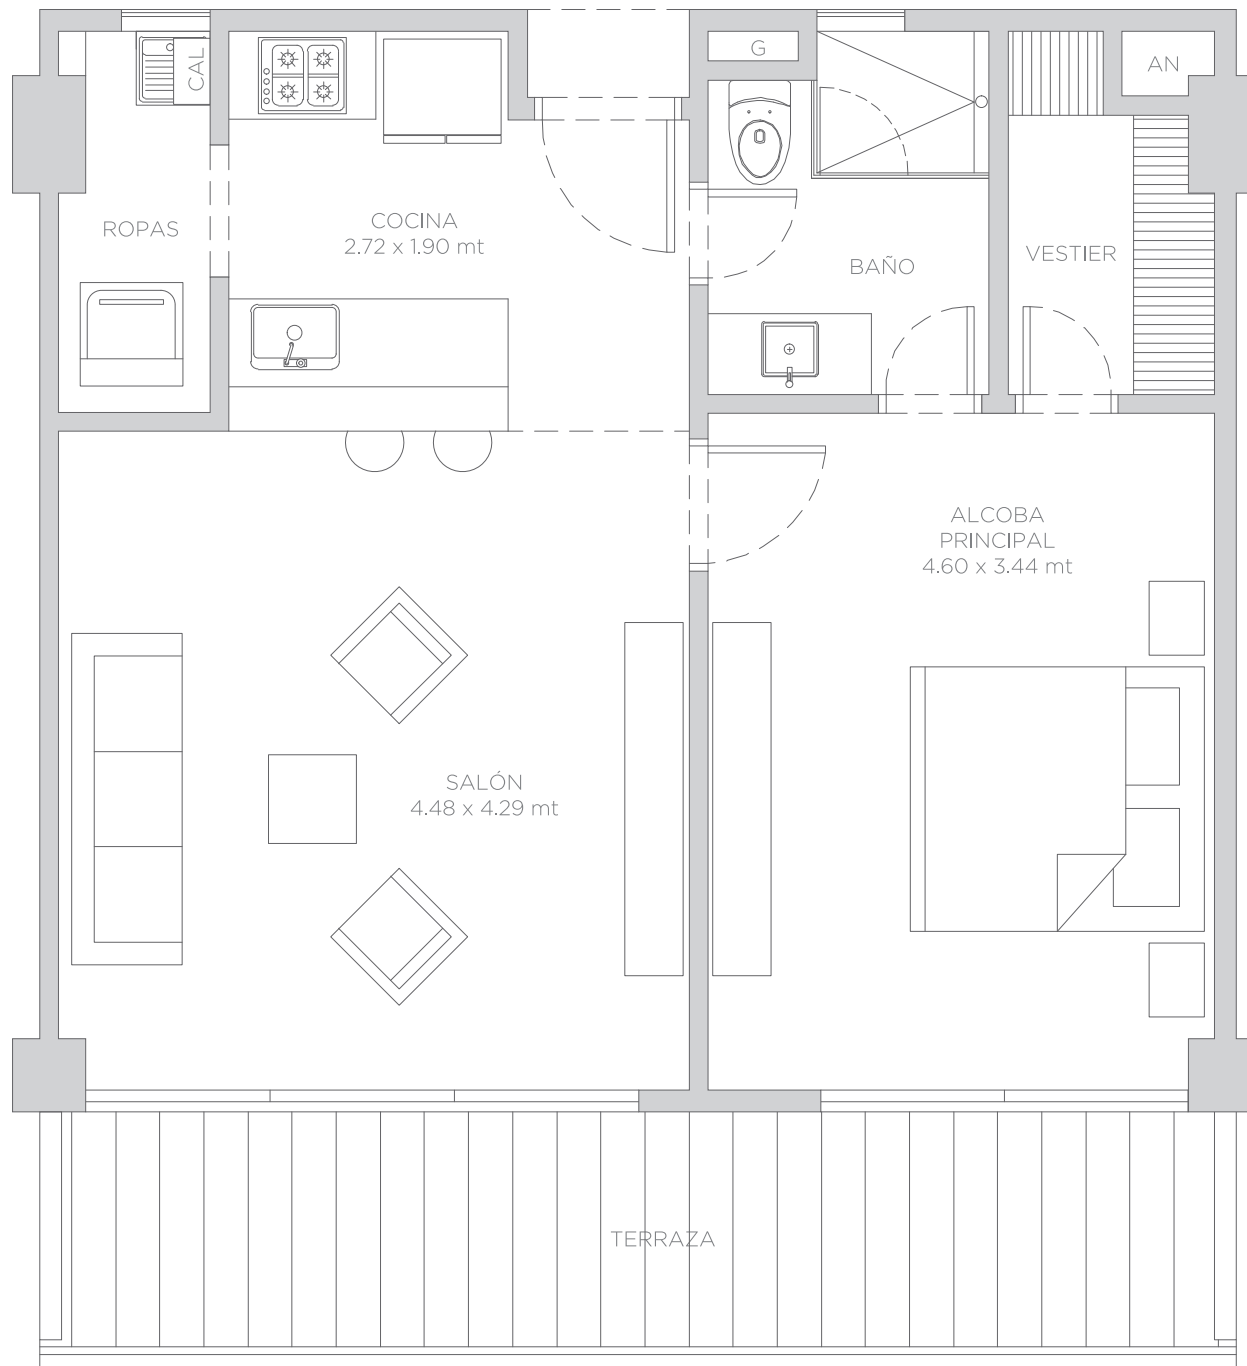 CAL
G
AN
ROPAS
COCINA
2.72 x 1.90 mt
BAÑO
VESTIER
ALCOBA
PRINCIPAL
4.60 x 3.44 mt
SALÓN
4.48 x 4.29 mt
TERRAZA